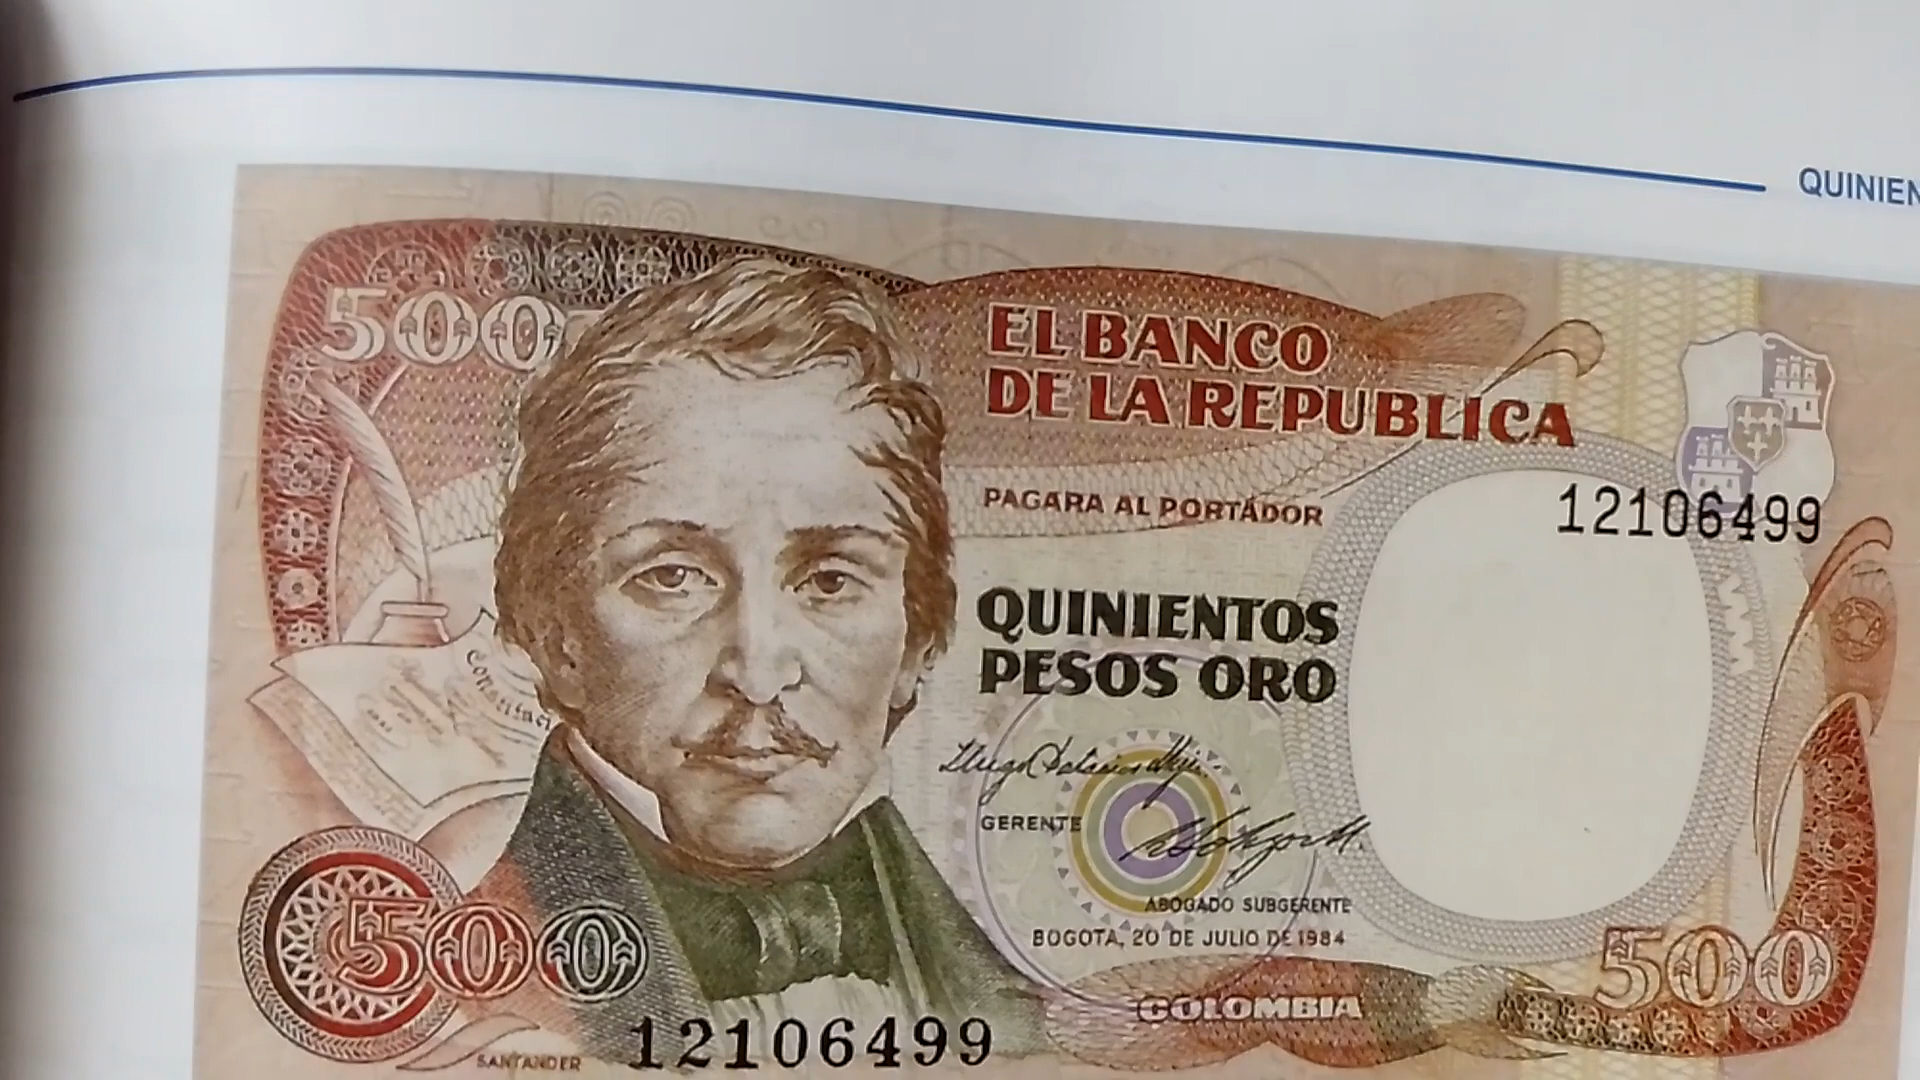 QUINIEN
500
EL BANCO
DE LA REPUBLICA
PAGARA AL PORTADOR
12106499
QUINIENTOS
PESOS ORO
GERENTE
ABOGADO SUBGERENTE
BOGOTA, 20 DE JULIO DE 1984
500
500
COLOMBIA
SANTANDER
12106499